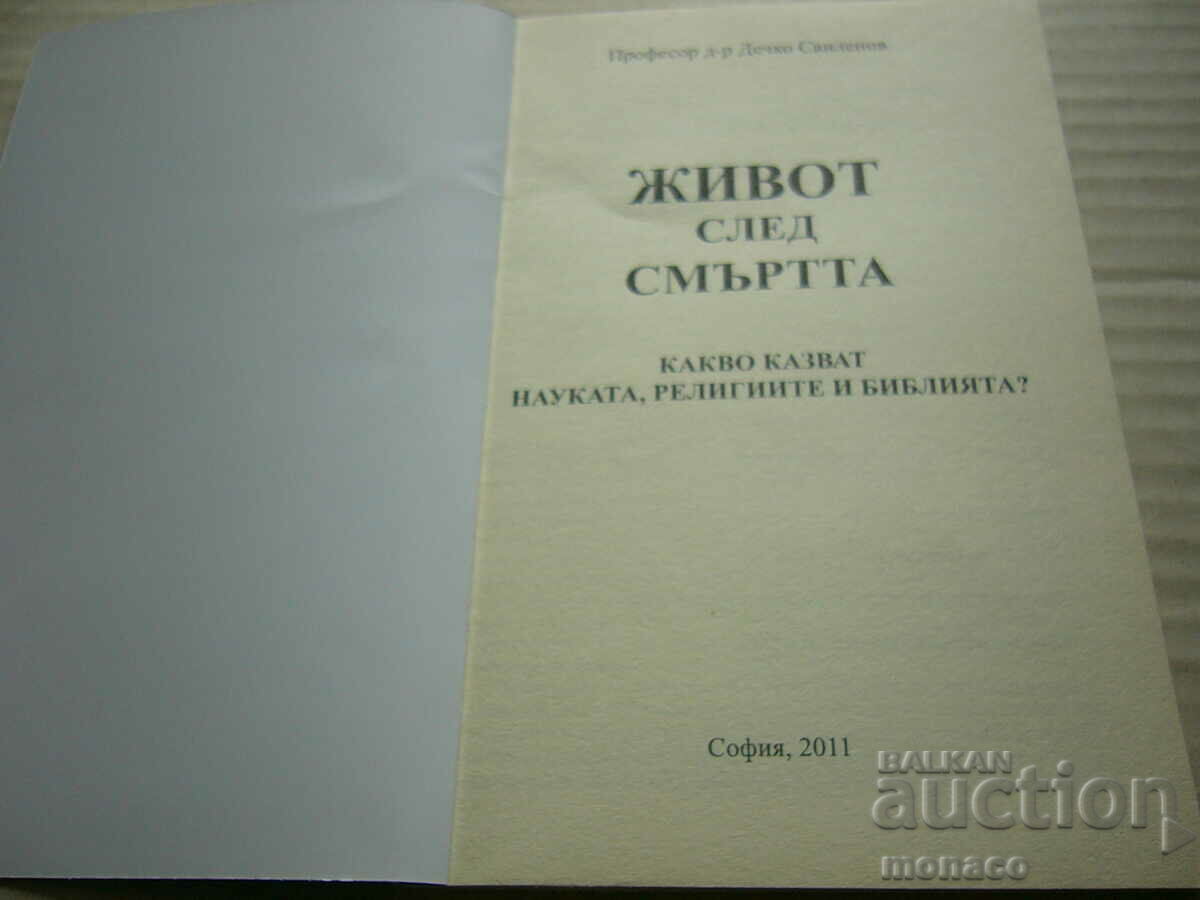 Професор д-р Дечко Свиленов
ЖИВОТ
СЛЕД
СМЪРТТА
КАКВО КАЗВАТ
НАУКАТА, РЕЛИГИИТЕ И БИБЛИЯТА?
София, 2011
BALKAN
auction
monaco